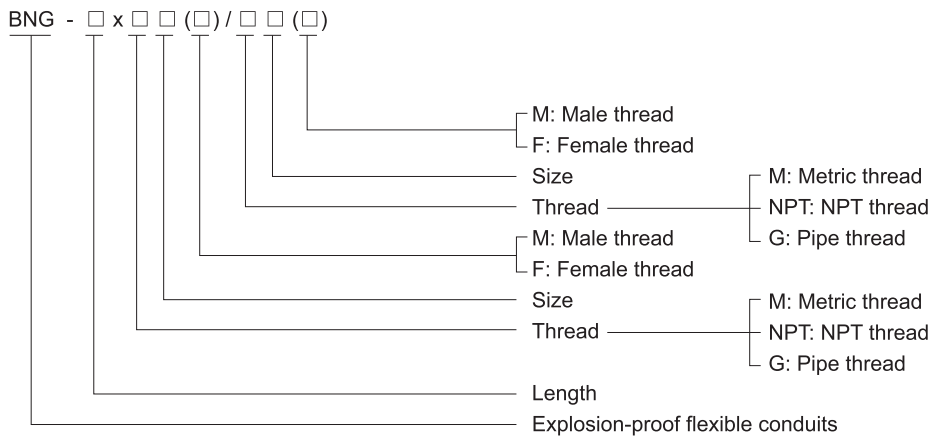 BNG - □ x □ □ (□) / □ □ (□)
M: Male thread
F: Female thread
Size
M: Metric thread
Thread
NPT: NPT thread
G: Pipe thread
M: Male thread
F: Female thread
Size
M: Metric thread
Thread
NPT: NPT thread
G: Pipe thread
Length
Explosion-proof flexible conduits